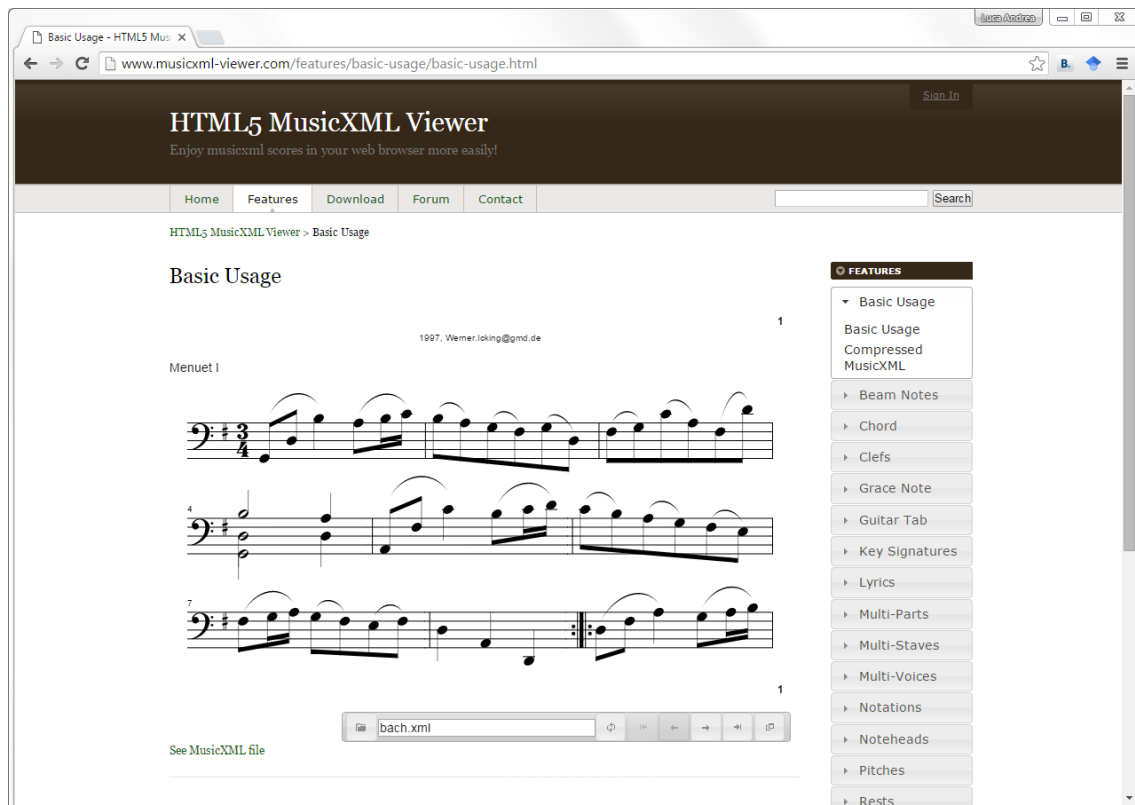 Luca Andrea
Basic Usage - HTML5 Mus
www.musicxml-viewer.com/features/basic-usage/basic-usage.html
B.
Sign In
HTML5 MusicXML Viewer
Enjoy musicxml scores in your web browser more easily!
Home Features Download Forum Contact Search
HTML5 MusicXML Viewer > Basic Usage
Basic Usage
1
1997, Werner.Icking@gmd.de
Menuet I
3
4
4
7
1
bach.xml
See MusicXML file
FEATURES
Basic Usage
Basic Usage
Compressed
MusicXML
Beam Notes
Chord
Clefs
Grace Note
Guitar Tab
Key Signatures
Lyrics
Multi-Parts
Multi-Staves
Multi-Voices
Notations
Noteheads
Pitches
Rests